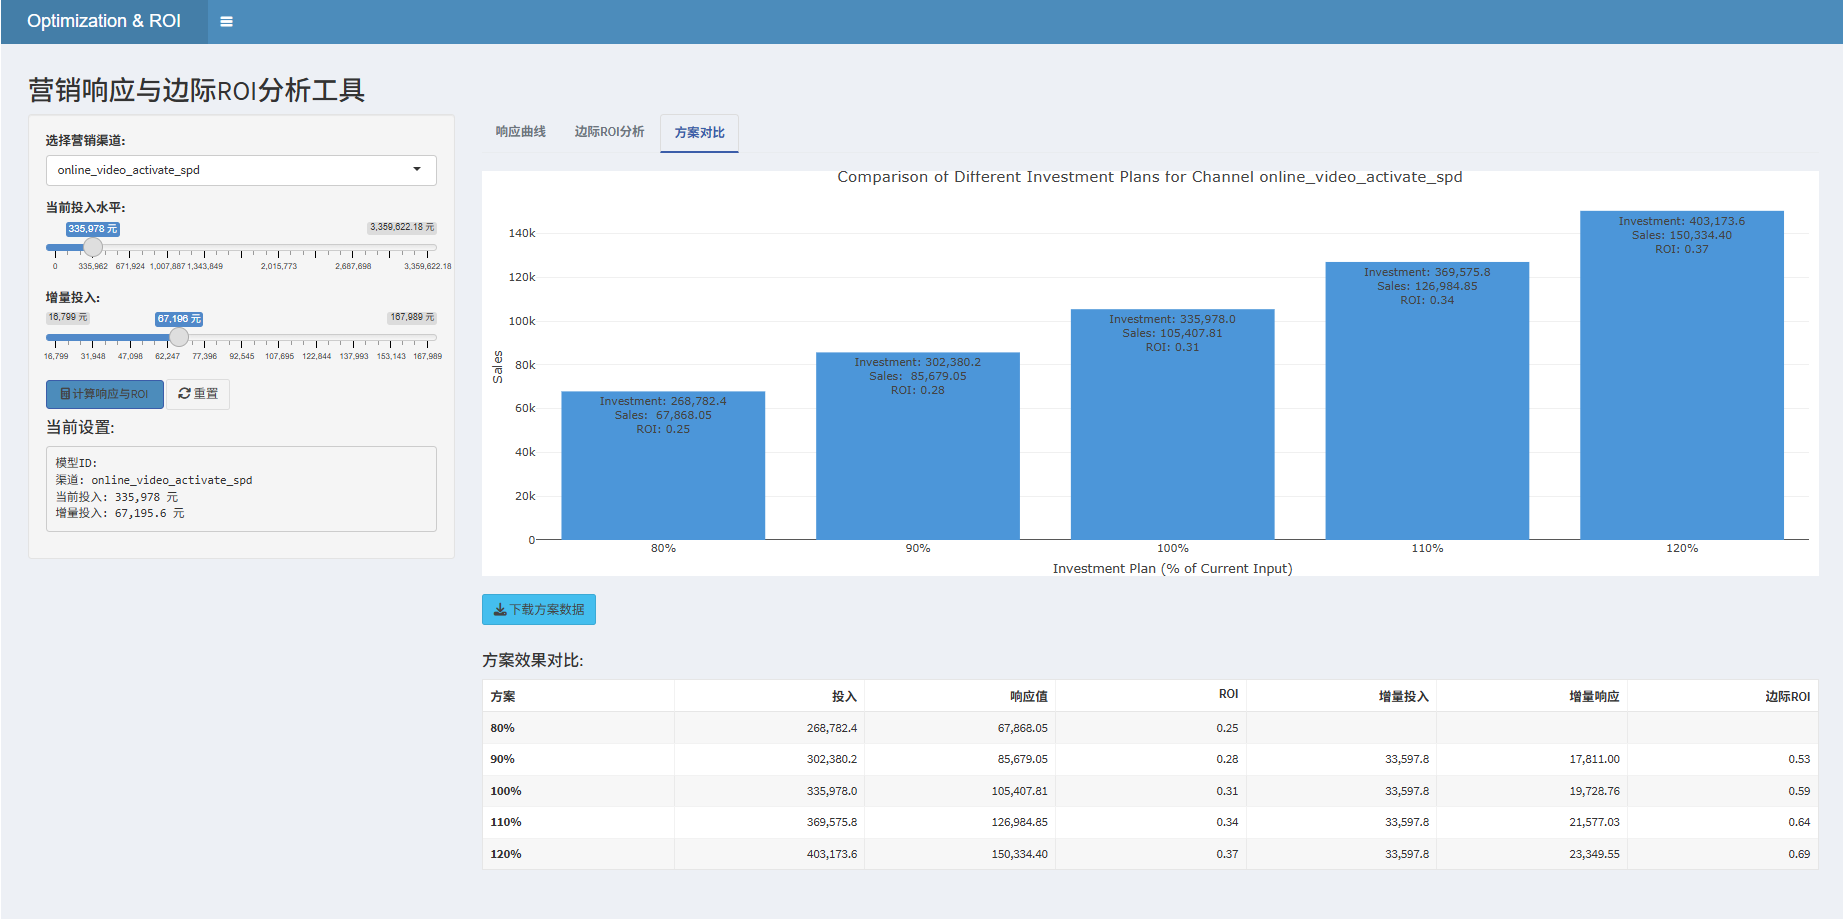 Optimization & ROI
营销响应与边际ROI分析工具
选择营销渠道:
online_video_activate_spd
当前投入水平:
335,978 元
3,359,622.18 元
0 335,962 671,924 1,007,887 1,343,849 2,015,773 2,687,698 3,359,622.18
增量投入:
16,799 元
67,196 元
167,989 元
16,799 31,948 47,098 62,247 77,396 92,545 107,695 122,844 137,993 153,143 167,989
计算响应与ROI 重置
当前设置:
模型ID:
渠道: online_video_activate_spd
当前投入: 335,978 元
增量投入: 67,195.6 元
响应曲线 边际ROI分析 方案对比
Comparison of Different Investment Plans for Channel online_video_activate_spd
Sales
140k
120k
100k
80k
60k
40k
20k
0
Investment: 268,782.4
Sales: 67,868.05
ROI: 0.25
Investment: 302,380.2
Sales: 85,679.05
ROI: 0.28
Investment: 335,978.0
Sales: 105,407.81
ROI: 0.31
Investment: 369,575.8
Sales: 126,984.85
ROI: 0.34
Investment: 403,173.6
Sales: 150,334.40
ROI: 0.37
80% 90% 100% 110% 120%
Investment Plan (% of Current Input)
下载方案数据
方案效果对比:
方案 投入 响应值 ROI 增量投入 增量响应 边际ROI
80% 268,782.4 67,868.05 0.25
90% 302,380.2 85,679.05 0.28 33,597.8 17,811.00 0.53
100% 335,978.0 105,407.81 0.31 33,597.8 19,728.76 0.59
110% 369,575.8 126,984.85 0.34 33,597.8 21,577.03 0.64
120% 403,173.6 150,334.40 0.37 33,597.8 23,349.55 0.69